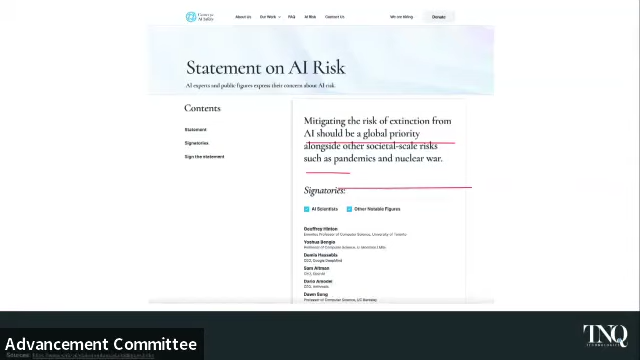 Center for
AI Safety
About Us
Our Work
FAQ
AI Risk
Contact Us
We are hiring
Donate
Statement on AI Risk
AI experts and public figures express their concern about AI risk.
Contents
Statement
Signatories
Sign the statement
Mitigating the risk of extinction from
AI should be a global priority
alongside other societal-scale risks
such as pandemics and nuclear war.
Signatories:
AI Scientists
Other Notable Figures
Geoffrey Hinton
Emeritus Professor of Computer Science, University of Toronto
Yoshua Bengio
Professor of Computer Science, U. Montreal / Mila
Demis Hassabis
CEO, Google DeepMind
Sam Altman
CEO, OpenAI
Dario Amodei
CEO, Anthropic
Dawn Song
Professor of Computer Science, UC Berkeley
TNQ
TECHNOLOGIES
Advancement Committee